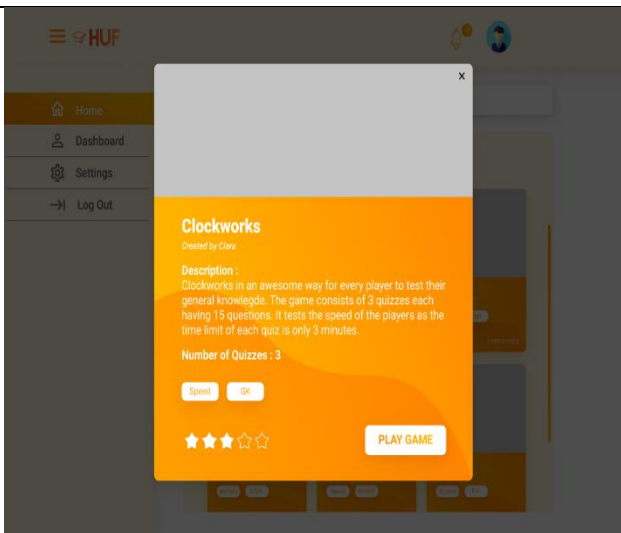 HUF
x
Home
Dashboard
Settings
Log Out
Clockworks
Created by Clara
Description :
Clockworks in an awesome way for every player to test their
general knowlegde. The game consists of 3 quizzes each
having 15 questions. It tests the speed of the players as the
time limit of each quiz is only 3 minutes.
Number of Quizzes : 3
Speed GK
PLAY GAME